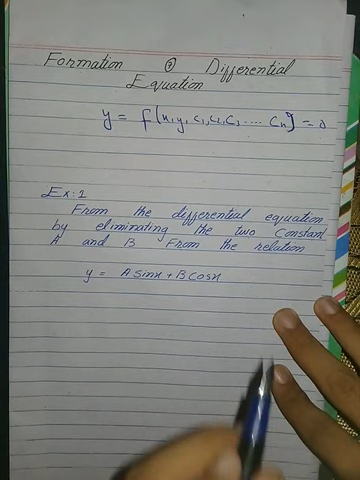 Formation of Differential
Equation
y = f(x, y, c₁, c₂, c₃ .... cₙ) = 0
Ex:1
From the differential equation
by eliminating the two Constant
A and B From the relation
y = A sinx + B cosx